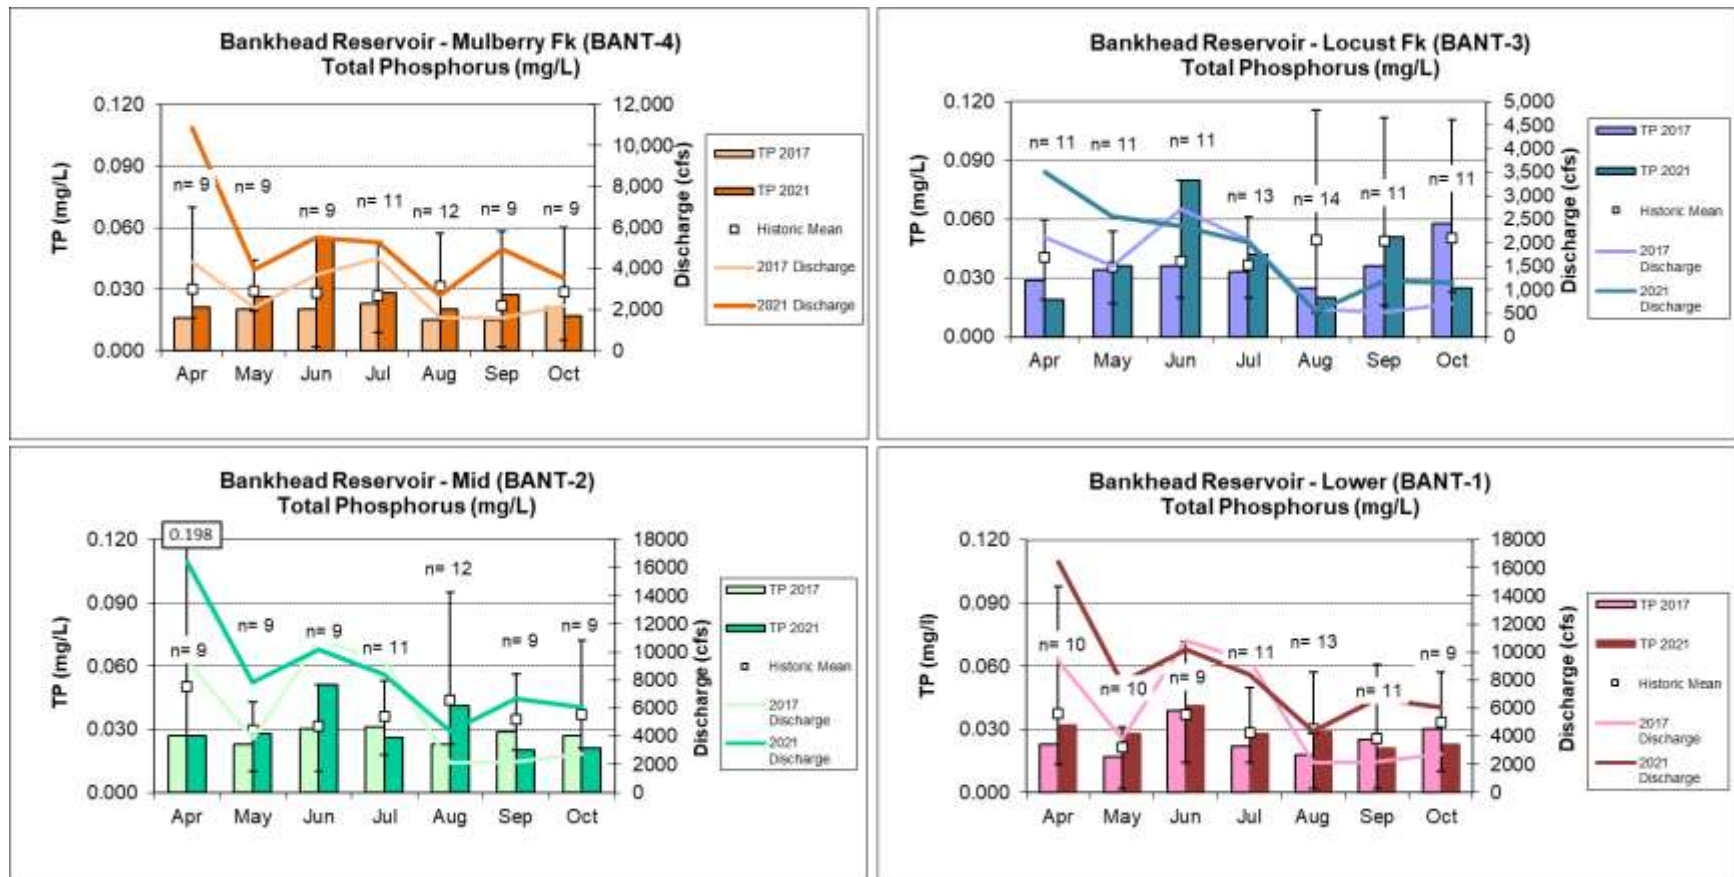 Bankhead Reservoir - Mulberry Fk (BANT-4)
Total Phosphorus (mg/L)
TP (mg/L)
0.120
0.090
0.060
0.030
0.000
n= 9
n= 9
n= 9
n= 11
n= 12
n= 9
n= 9
12,000
10,000
8,000
6,000
4,000
2,000
0
Discharge (cfs)
Apr May Jun Jul Aug Sep Oct
TP 2017
TP 2021
Historic Mean
2017 Discharge
2021 Discharge
Bankhead Reservoir - Locust Fk (BANT-3)
Total Phosphorus (mg/L)
TP (mg/L)
0.120
0.090
0.060
0.030
0.000
n= 11
n= 11
n= 11
n= 13
n= 14
n= 11
n= 11
5,000
4,500
4,000
3,500
3,000
2,500
2,000
1,500
1,000
500
0
Discharge (cfs)
Apr May Jun Jul Aug Sep Oct
TP 2017
TP 2021
Historic Mean
2017
Discharge
2021
Discharge
Bankhead Reservoir - Mid (BANT-2)
Total Phosphorus (mg/L)
0.198
TP (mg/L)
0.120
0.090
0.060
0.030
0.000
n= 9
n= 9
n= 9
n= 11
n= 12
n= 9
n= 9
18000
16000
14000
12000
10000
8000
6000
4000
2000
0
Discharge (cfs)
Apr May Jun Jul Aug Sep Oct
TP 2017
TP 2021
Historic Mean
2017
Discharge
2021
Discharge
Bankhead Reservoir - Lower (BANT-1)
Total Phosphorus (mg/L)
TP (mg/l)
0.120
0.090
0.060
0.030
0.000
n= 10
n= 10
n= 9
n= 11
n= 13
n= 11
n= 9
18000
16000
14000
12000
10000
8000
6000
4000
2000
0
Discharge (cfs)
Apr May Jun Jul Aug Sep Oct
TP 2017
TP 2021
Historic Mean
2017
Discharge
2021
Discharge